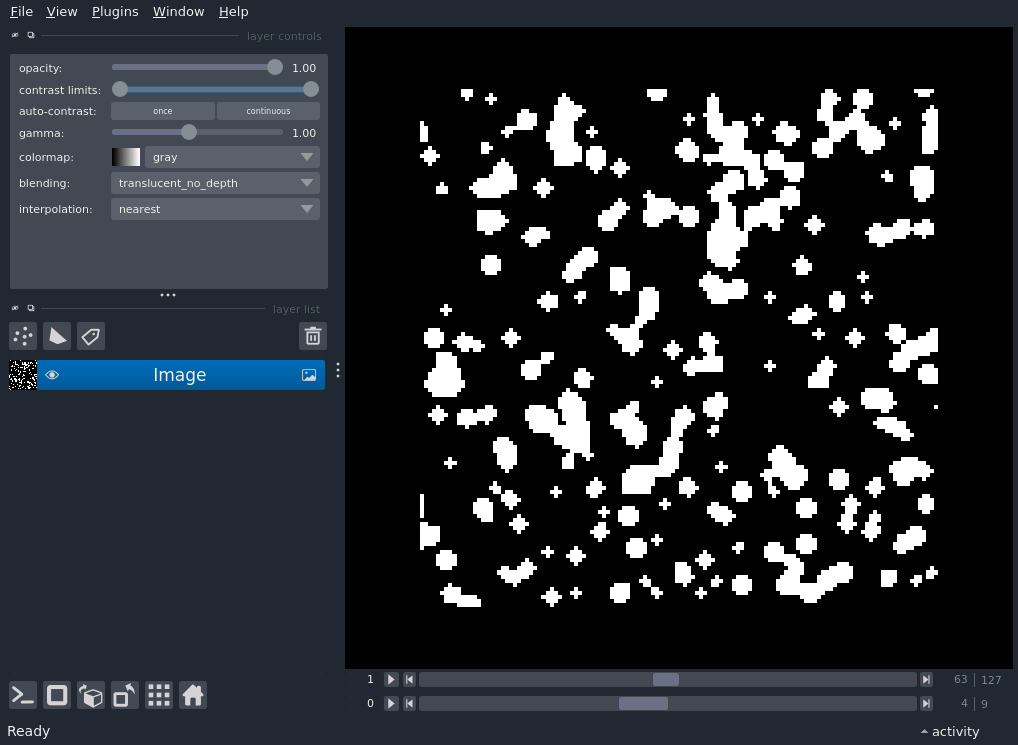 File View Plugins Window Help
layer controls
opacity: 1.00
contrast limits:
auto-contrast: once continuous
gamma: 1.00
colormap: gray
blending: translucent_no_depth
interpolation: nearest
layer list
Image
1 63 127
0 4 9
Ready activity